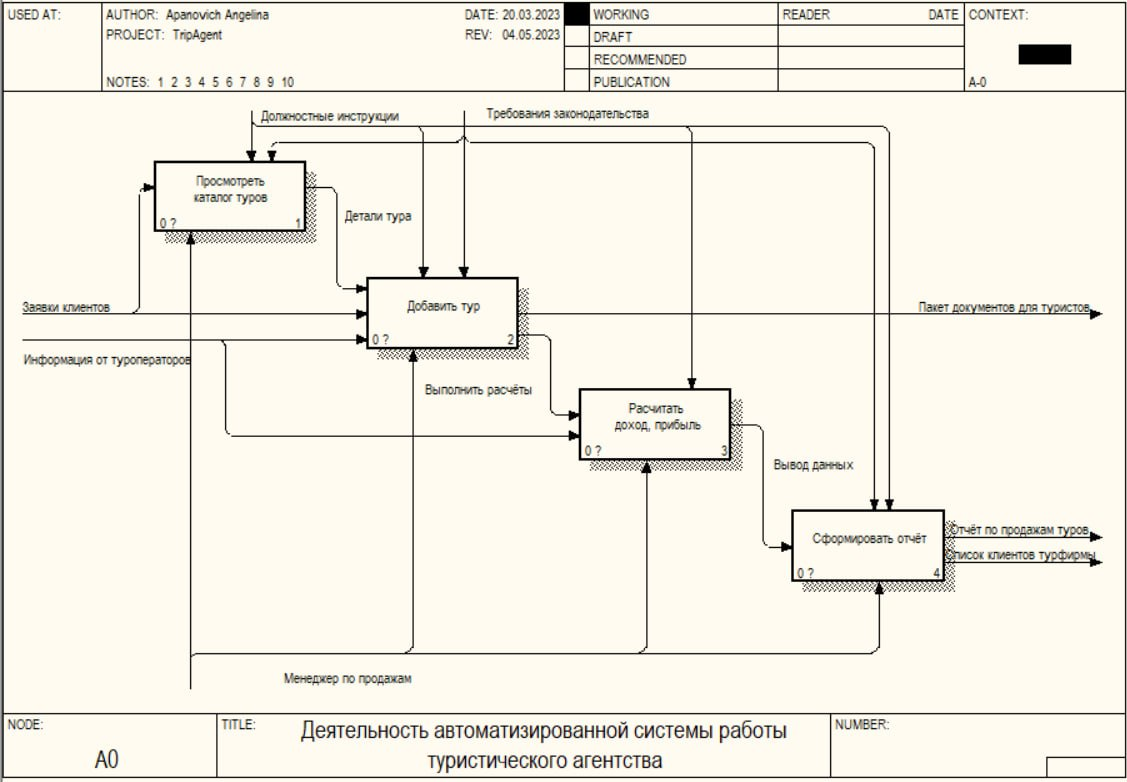 USED AT:
AUTHOR: Apanovich Angelina
DATE: 20.03.2023
WORKING
READER
DATE
CONTEXT:
PROJECT: TripAgent
REV: 04.05.2023
DRAFT
RECOMMENDED
NOTES: 1 2 3 4 5 6 7 8 9 10
PUBLICATION
A-0
Должностные инструкции
Требования законодательства
Просмотреть
каталог туров
0 ?
1
Детали тура
Заявки клиентов
Добавить тур
Пакет документов для туристов
0 ?
2
Информация от туроператоров
Выполнить расчёты
Расчитать
доход, прибыль
0 ?
3
Вывод данных
Сформировать отчёт
0 ?
4
Отчёт по продажам туров
Список клиентов турфирмы
Менеджер по продажам
NODE:
A0
TITLE:
Деятельность автоматизированной системы работы
туристического агентства
NUMBER: